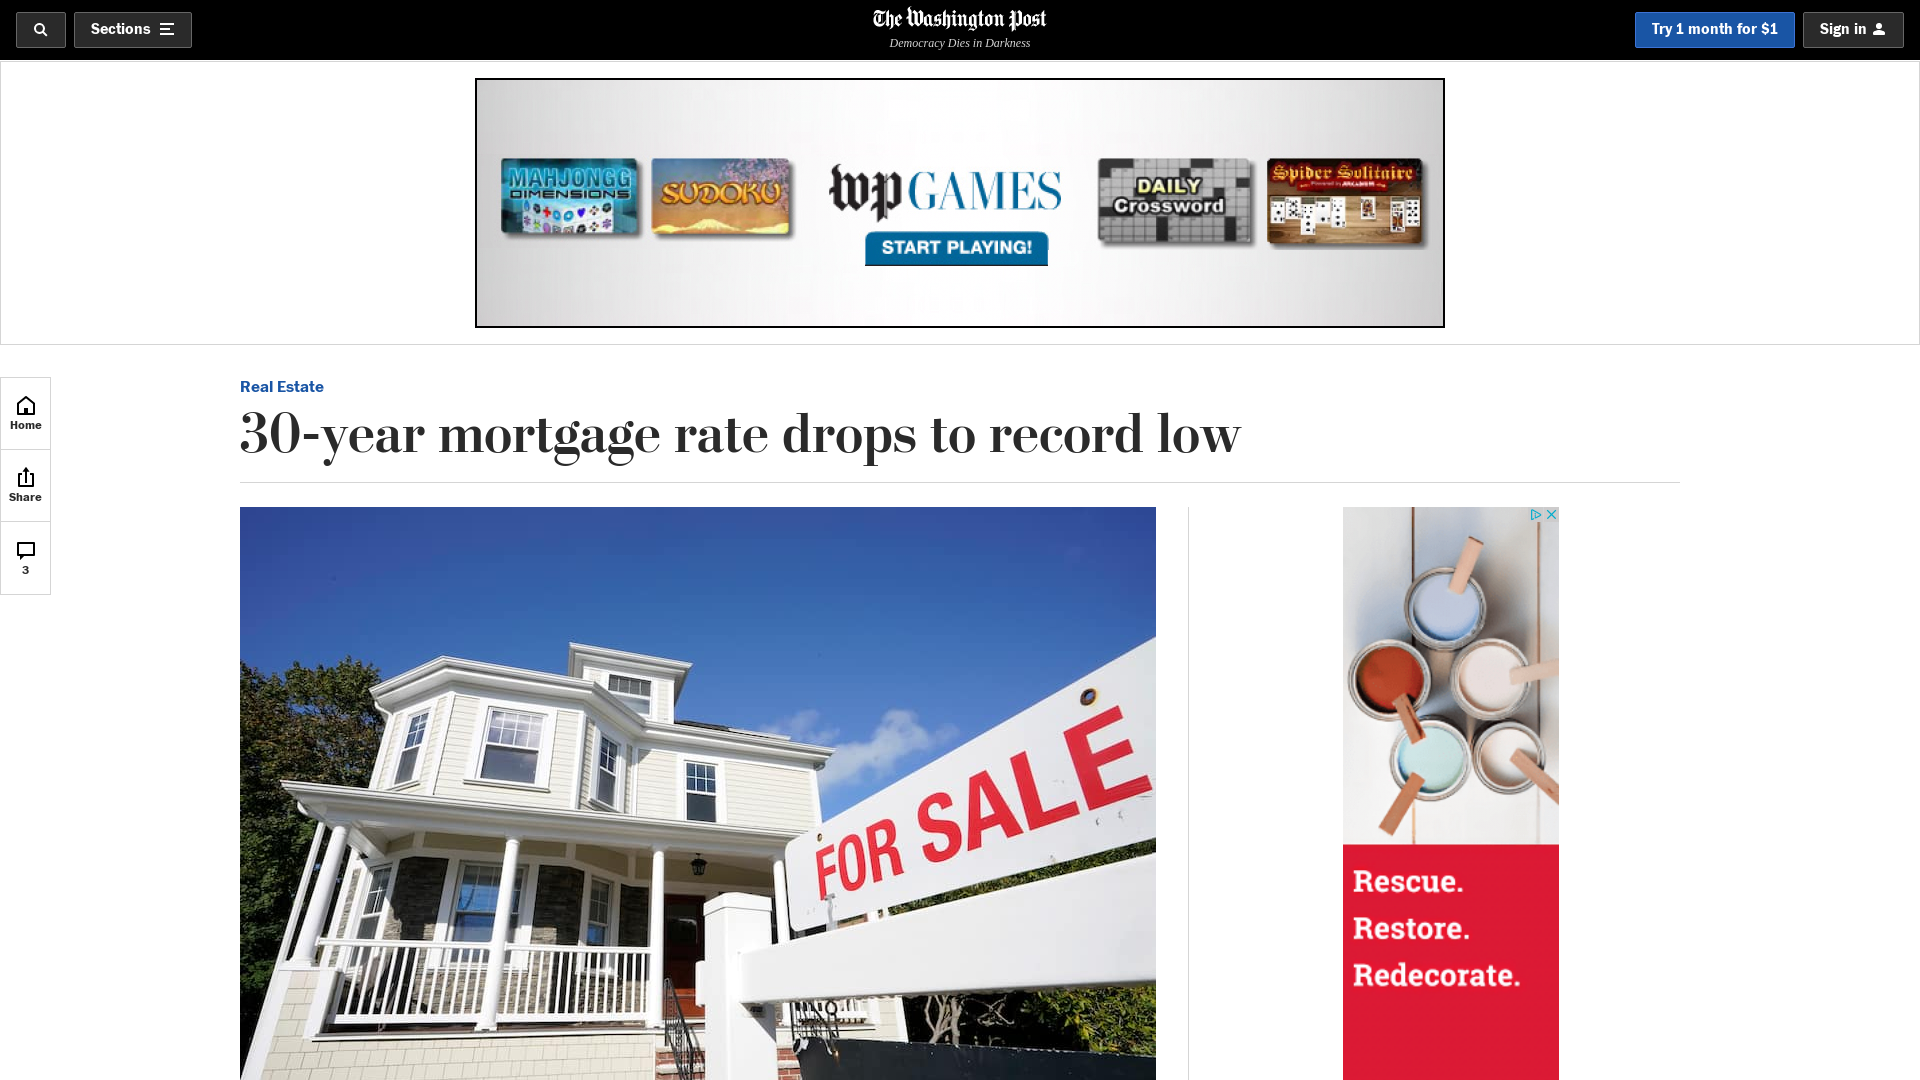 Sections
The Washington Post
Democracy Dies in Darkness
Try 1 month for $1
Sign in
MAHJONGG
DIMENSIONS
SUDOKU
wp GAMES
START PLAYING!
DAILY
Crossword
Spider Solitaire
Home
Share
3
Real Estate
30-year mortgage rate drops to record low
FOR SALE
Rescue.
Restore.
Redecorate.